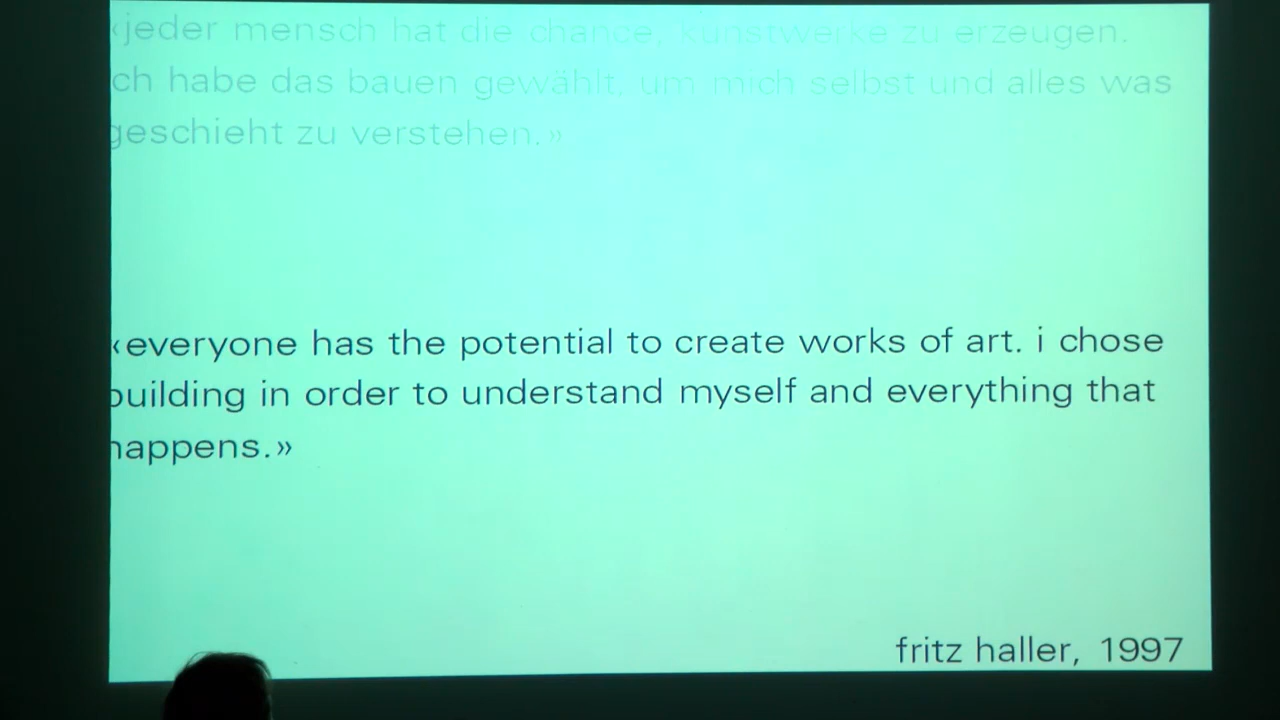 ‹jeder mensch hat die chance, kunstwerke zu erzeugen.
ch habe das bauen gewählt, um mich selbst und alles was
geschieht zu verstehen.»
‹everyone has the potential to create works of art. i chose
building in order to understand myself and everything that
happens.»
fritz haller, 1997